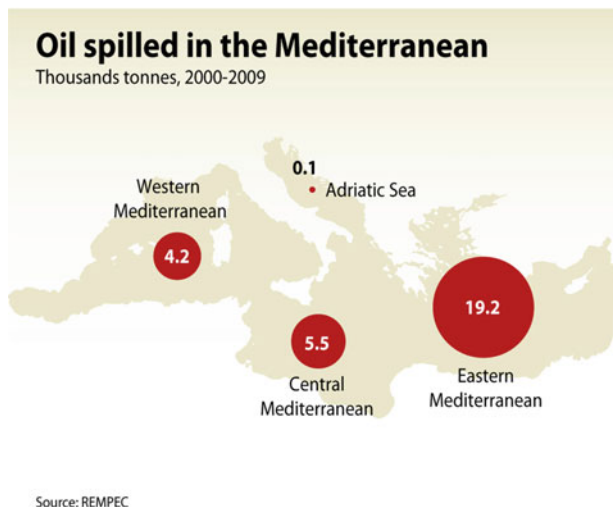 Oil spilled in the Mediterranean
Thousands tonnes, 2000-2009
0.1
Adriatic Sea
Western
Mediterranean
4.2
19.2
5.5
Central
Mediterranean
Eastern
Mediterranean
Source: REMPEC